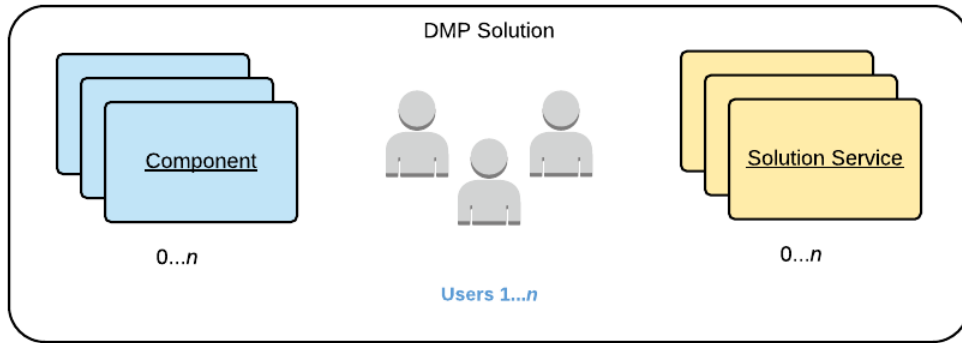 DMP Solution
Component
Solution Service
0...n
0...n
Users 1...n